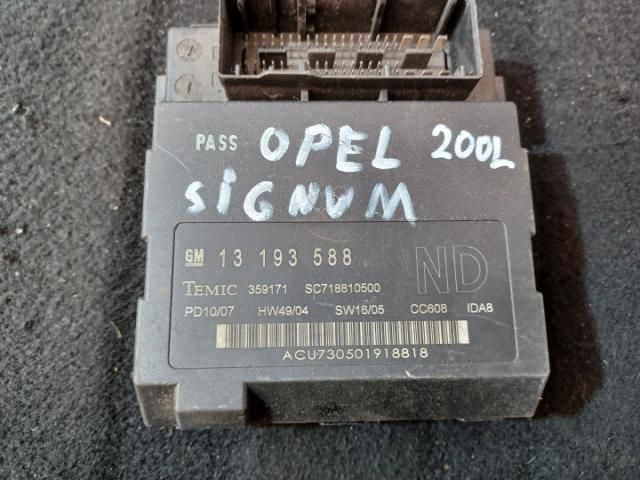 PASS OPEL 200L
SIGNUM
GM 13 193 588 ND
TEMIC 359171 SC718810500
PD10/07 HW49/04 SW16/05 CC608 IDA8
ACU730501918818